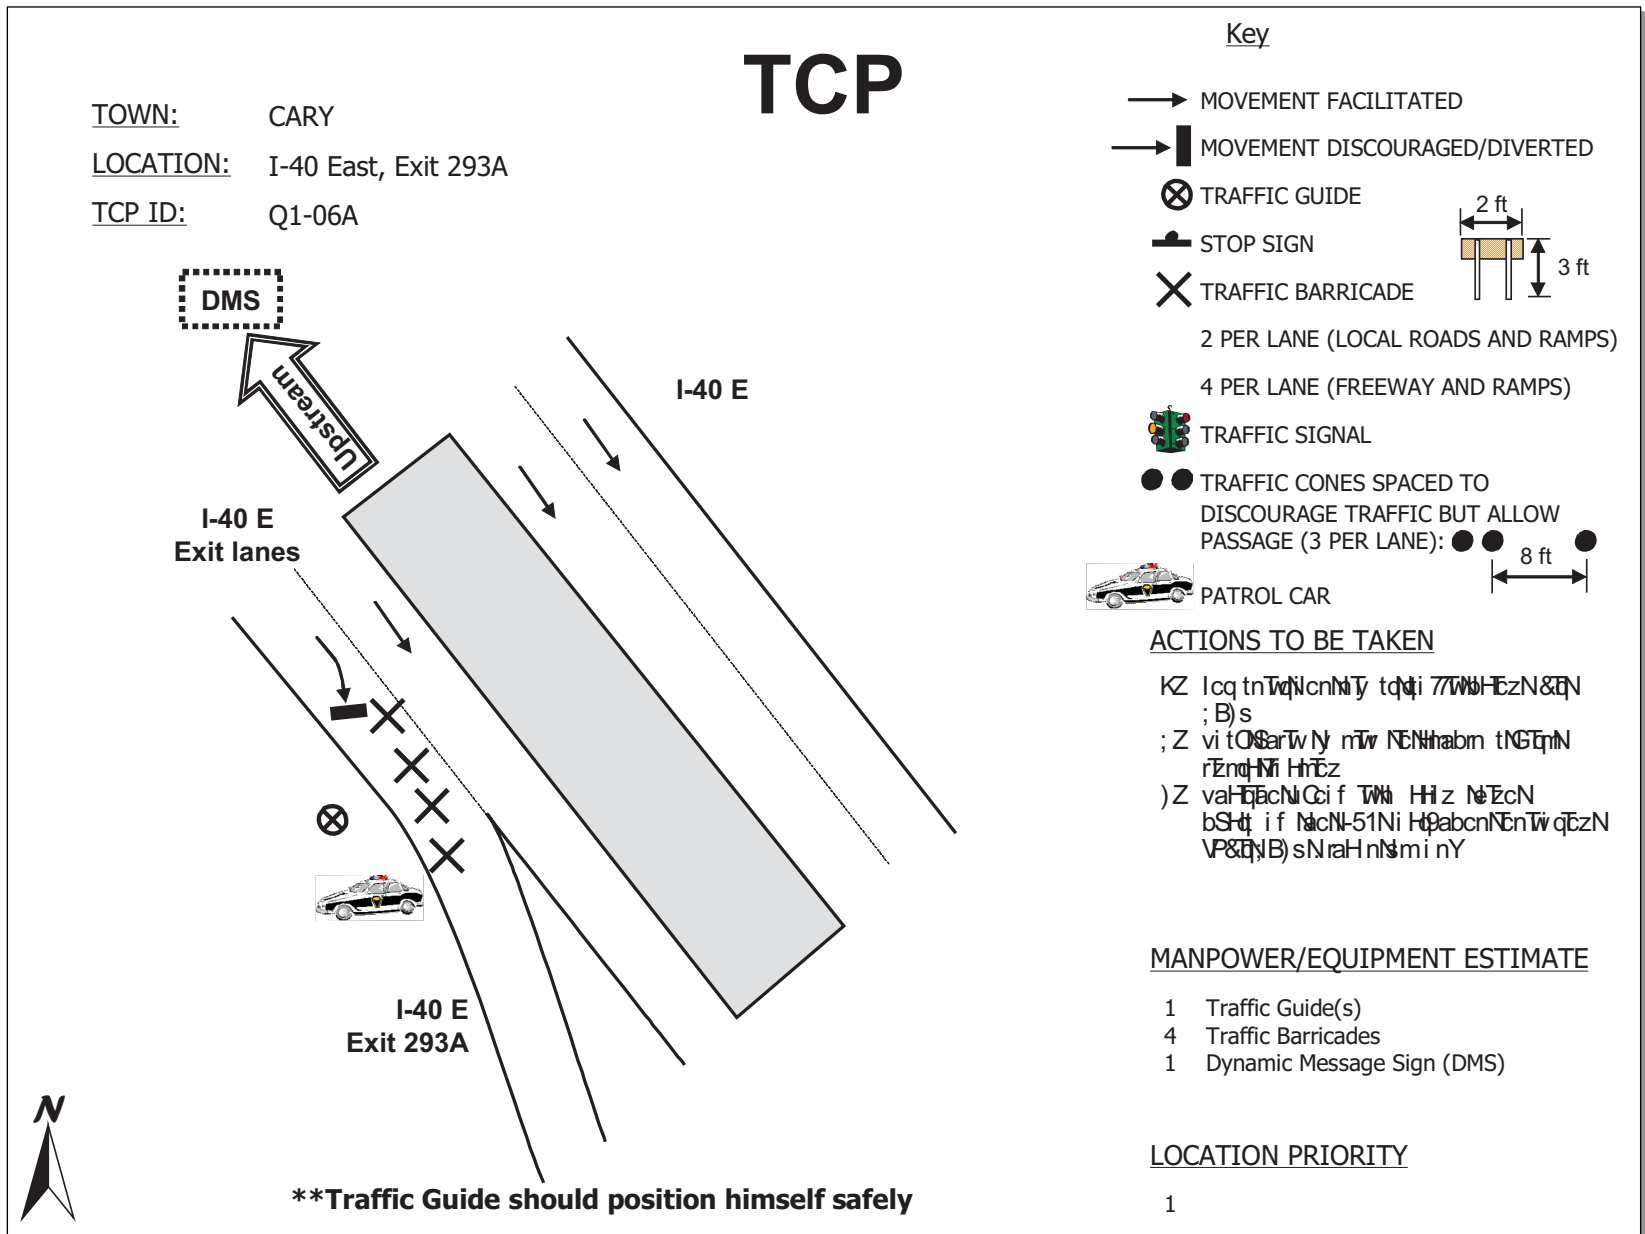 TCP
TOWN: CARY
LOCATION: I-40 East, Exit 293A
TCP ID: Q1-06A
DMS
Upstream
I-40 E
I-40 E
Exit lanes
I-40 E
Exit 293A
N
**Traffic Guide should position himself safely
Key
MOVEMENT FACILITATED
MOVEMENT DISCOURAGED/DIVERTED
TRAFFIC GUIDE
STOP SIGN
2 ft
3 ft
TRAFFIC BARRICADE
2 PER LANE (LOCAL ROADS AND RAMPS)
4 PER LANE (FREEWAY AND RAMPS)
TRAFFIC SIGNAL
TRAFFIC CONES SPACED TO
DISCOURAGE TRAFFIC BUT ALLOW
PASSAGE (3 PER LANE):
8 ft
PATROL CAR
ACTIONS TO BE TAKEN
MANPOWER/EQUIPMENT ESTIMATE
1 Traffic Guide(s)
4 Traffic Barricades
1 Dynamic Message Sign (DMS)
LOCATION PRIORITY
1